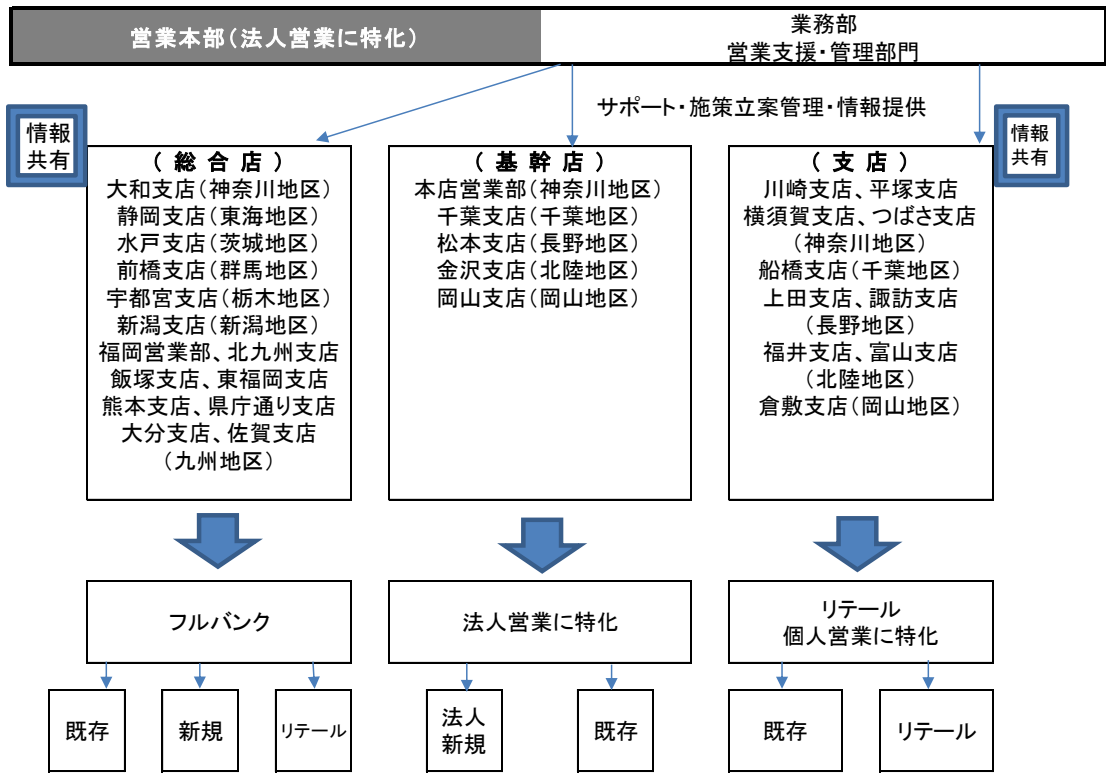 営業本部（法人営業に特化）
業務部
営業支援・管理部門
サポート・施策立案管理・情報提供
情報
共有
情報
共有
（ 総 合 店 ）
大和支店（神奈川地区）
静岡支店（東海地区）
水戸支店（茨城地区）
前橋支店（群馬地区）
宇都宮支店（栃木地区）
新潟支店（新潟地区）
福岡営業部、北九州支店
飯塚支店、東福岡支店
熊本支店、県庁通り支店
大分支店、佐賀支店
（九州地区）
（ 基 幹 店 ）
本店営業部（神奈川地区）
千葉支店（千葉地区）
松本支店（長野地区）
金沢支店（北陸地区）
岡山支店（岡山地区）
（ 支 店 ）
川崎支店、平塚支店
横須賀支店、つばさ支店
（神奈川地区）
船橋支店（千葉地区）
上田支店、諏訪支店
（長野地区）
福井支店、富山支店
（北陸地区）
倉敷支店（岡山地区）
フルバンク
法人営業に特化
リテール
個人営業に特化
既存
新規
リテール
法人
新規
既存
既存
リテール